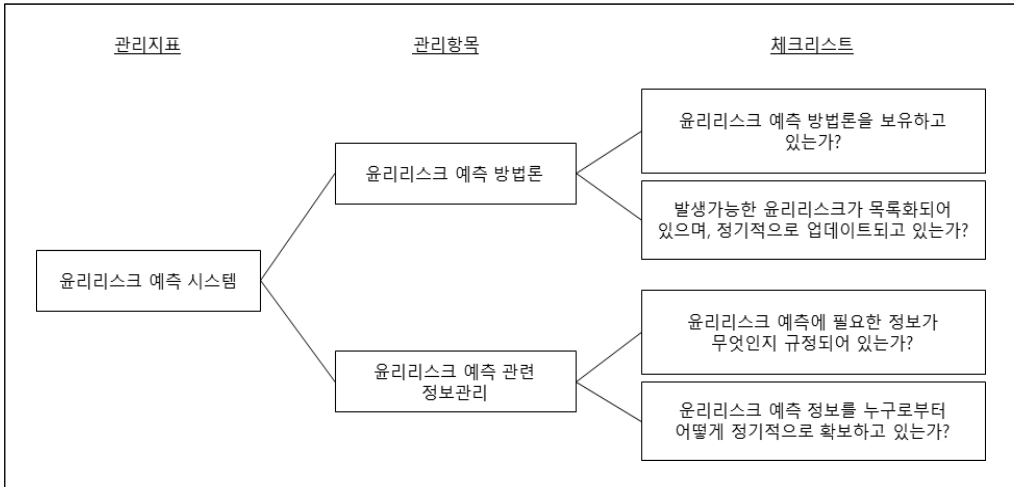 관리지표
관리항목
체크리스트
윤리리스크 예측 시스템
윤리리스크 예측 방법론
윤리리스크 예측 방법론을 보유하고
있는가?
발생가능한 윤리리스크가 목록화되어
있으며, 정기적으로 업데이트되고 있는가?
윤리리스크 예측 관련
정보관리
윤리리스크 예측에 필요한 정보가
무엇인지 규정되어 있는가?
운리리스크 예측 정보를 누구로부터
어떻게 정기적으로 확보하고 있는가?